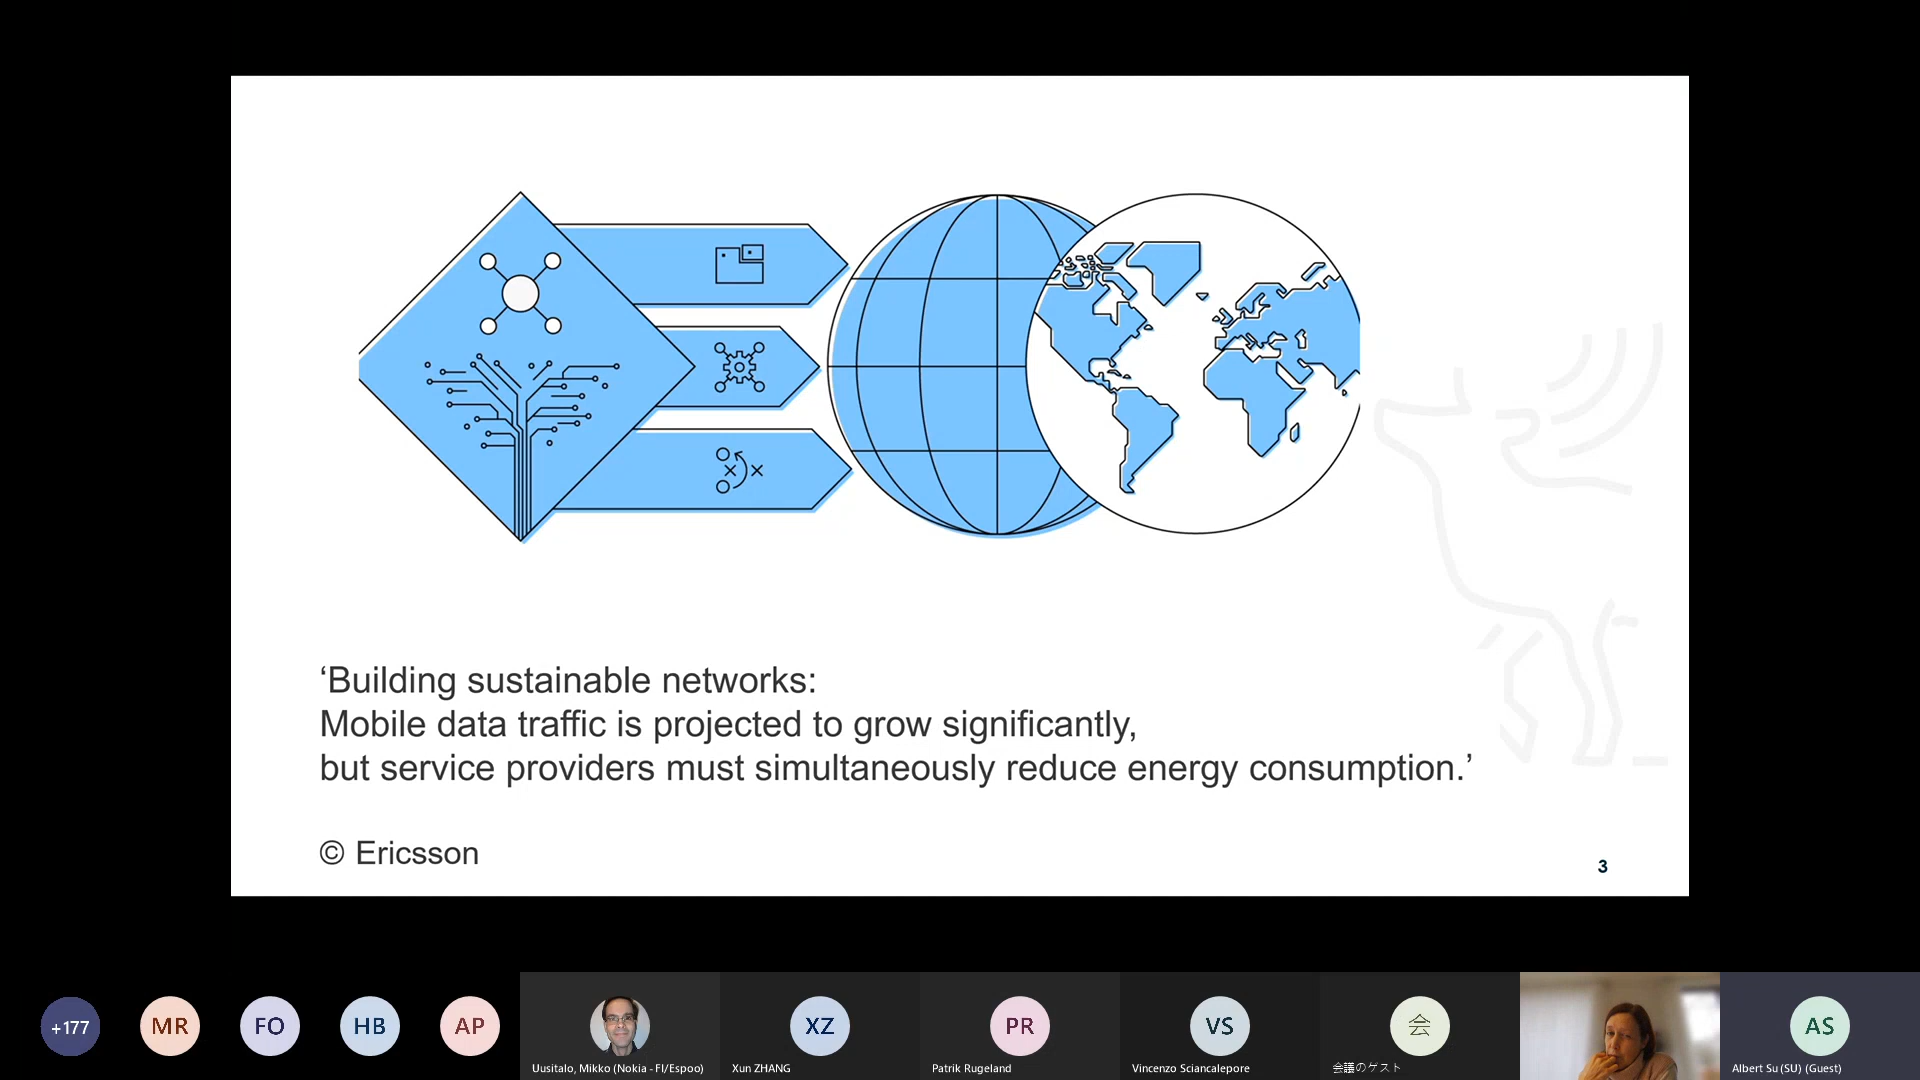 ‘Building sustainable networks:
Mobile data traffic is projected to grow significantly,
but service providers must simultaneously reduce energy consumption.’
© Ericsson
3
+177
MR
FO
HB
AP
Uusitalo, Mikko (Nokia - FI/Espoo)
XZ
Xun ZHANG
PR
Patrik Rugeland
VS
Vincenzo Sciancalepore
会
会議のゲスト
AS
Albert Su (SU) (Guest)